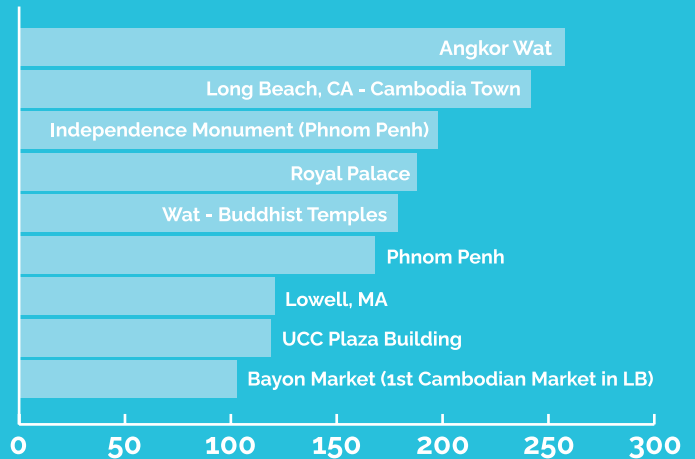 Angkor Wat
Long Beach, CA - Cambodia Town
Independence Monument (Phnom Penh)
Royal Palace
Wat - Buddhist Temples
Phnom Penh
Lowell, MA
UCC Plaza Building
Bayon Market (1st Cambodian Market in LB)
0 50 100 150 200 250 300